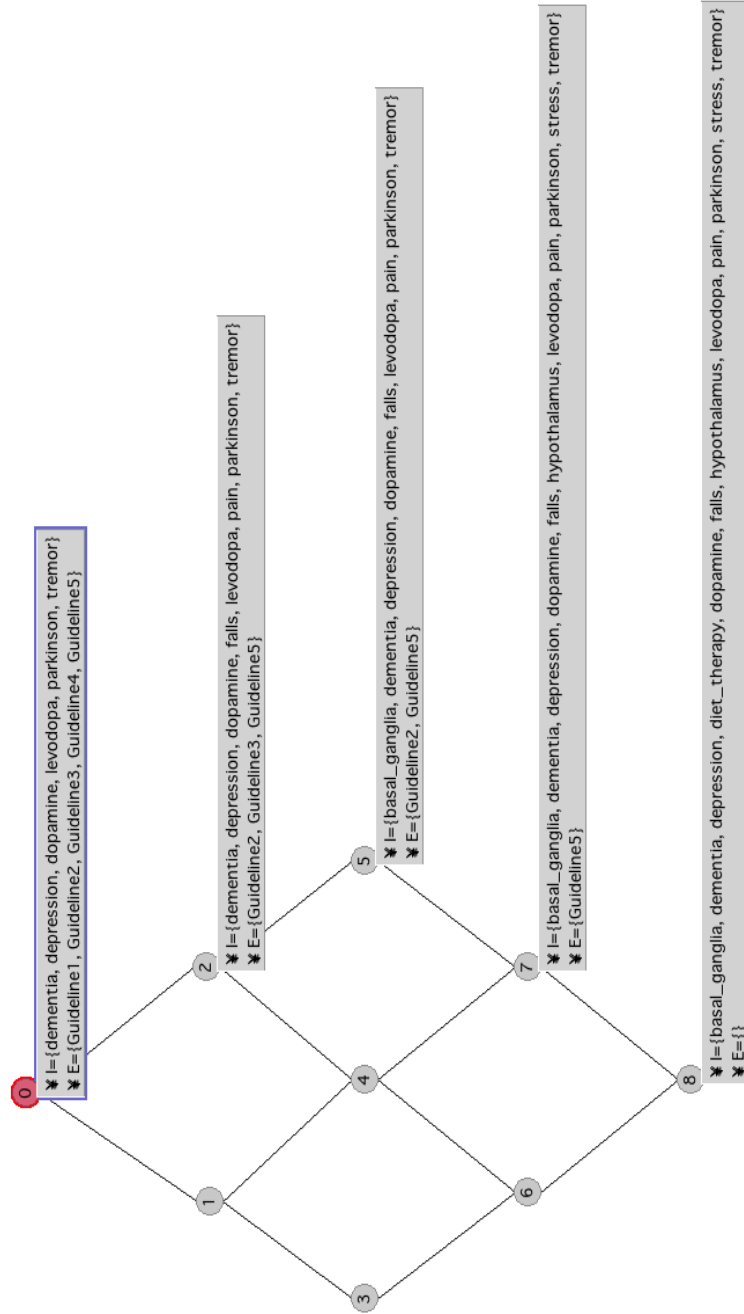 0
I={dementia, depression, dopamine, levodopa, parkinson, tremor}
E={Guideline1, Guideline2, Guideline3, Guideline4, Guideline5}
1
2
I={dementia, depression, dopamine, falls, levodopa, pain, parkinson, tremor}
E={Guideline2, Guideline3, Guideline5}
3
4
5
I={basal_ganglia, dementia, depression, dopamine, falls, levodopa, pain, parkinson, tremor}
E={Guideline2, Guideline5}
6
7
I={basal_ganglia, dementia, depression, dopamine, falls, hypothalamus, levodopa, pain, parkinson, stress, tremor}
E={Guideline5}
8
I={basal_ganglia, dementia, depression, diet_therapy, dopamine, falls, hypothalamus, levodopa, pain, parkinson, stress, tremor}
E={}